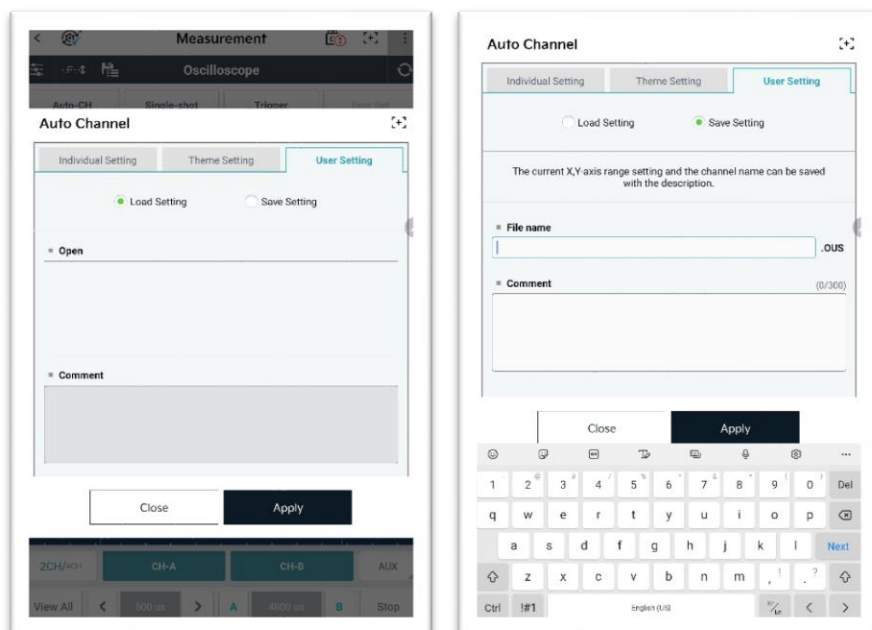 Measurement
Oscilloscope
Auto-CH Single-shot Trigger
Auto Channel
Individual Setting Theme Setting User Setting
Load Setting Save Setting
Open
Comment
Close Apply
2CH/4CH CH-A CH-B AUX
View All < 500 us > A 4800 us B Stop
Auto Channel
Individual Setting Theme Setting User Setting
Load Setting Save Setting
The current X,Y-axis range setting and the channel name can be saved
with the description.
File name
.OUS
Comment (0/300)
Close Apply
1 2 3 4 5 6 7 8 9 0 Del
q w e r t y u i o p
a s d f g h j k l Next
z x c v b n m , ! . ?
Ctrl !#1 English (US) < >